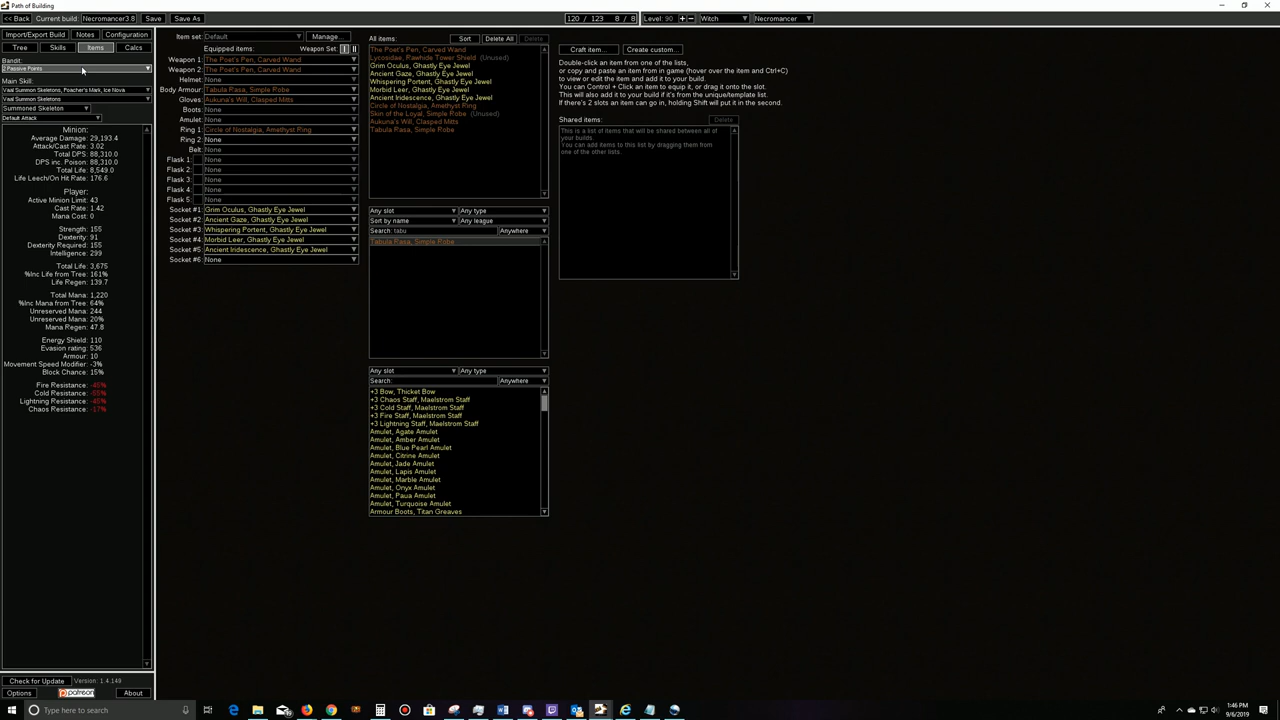 Path of Building
<< Back Current build: Necromancer3.8 Save Save As 120 / 123 8 / 8 Level: 90 Witch Necromancer
Import/Export Build Notes Configuration
Tree Skills Items Calcs
Bandit:
2 Passive Points
Main Skill:
Vaal Summon Skeletons, Poacher's Mark, Ice Nova
Vaal Summon Skeletons
Summoned Skeleton
Default Attack
Minion:
Average Damage: 29,193.4
Attack/Cast Rate: 3.02
Total DPS: 88,310.0
DPS inc. Poison: 88,310.0
Total Life: 8,549.0
Life Leech/On Hit Rate: 176.6
Player:
Active Minion Limit: 43
Cast Rate: 1.42
Mana Cost: 0
Strength: 155
Dexterity: 91
Dexterity Required: 155
Intelligence: 299
Total Life: 3,675
%Inc Life from Tree: 161%
Life Regen: 139.7
Total Mana: 1,220
%Inc Mana from Tree: 64%
Unreserved Mana: 244
Unreserved Mana: 20%
Mana Regen: 47.8
Energy Shield: 110
Evasion rating: 536
Armour: 10
Movement Speed Modifier: -3%
Block Chance: 15%
Fire Resistance: -45%
Cold Resistance: -55%
Lightning Resistance: -45%
Chaos Resistance: -17%
Check for Update Version: 1.4.149
Options patreon About
Item set: Default Manage...
Equipped items: Weapon Set: I II
Weapon 1: The Poet's Pen, Carved Wand
Weapon 2: The Poet's Pen, Carved Wand
Helmet: None
Body Armour: Tabula Rasa, Simple Robe
Gloves: Aukuna's Will, Clasped Mitts
Boots: None
Amulet: None
Ring 1: Circle of Nostalgia, Amethyst Ring
Ring 2: None
Belt: None
Flask 1: None
Flask 2: None
Flask 3: None
Flask 4: None
Flask 5: None
Socket #1: Grim Oculus, Ghastly Eye Jewel
Socket #2: Ancient Gaze, Ghastly Eye Jewel
Socket #3: Whispering Portent, Ghastly Eye Jewel
Socket #4: Morbid Leer, Ghastly Eye Jewel
Socket #5: Ancient Iridescence, Ghastly Eye Jewel
Socket #6: None
All items: Sort Delete All Delete
The Poet's Pen, Carved Wand
Lycosidae, Rawhide Tower Shield (Unused)
Grim Oculus, Ghastly Eye Jewel
Ancient Gaze, Ghastly Eye Jewel
Whispering Portent, Ghastly Eye Jewel
Morbid Leer, Ghastly Eye Jewel
Ancient Iridescence, Ghastly Eye Jewel
Circle of Nostalgia, Amethyst Ring
Skin of the Loyal, Simple Robe (Unused)
Aukuna's Will, Clasped Mitts
Tabula Rasa, Simple Robe
Any slot Any type
Sort by name Any league
Search: tabu Anywhere
Tabula Rasa, Simple Robe
Any slot Any type
Search: Anywhere
+3 Bow, Thicket Bow
+3 Chaos Staff, Maelstrom Staff
+3 Cold Staff, Maelstrom Staff
+3 Fire Staff, Maelstrom Staff
+3 Lightning Staff, Maelstrom Staff
Amulet, Agate Amulet
Amulet, Amber Amulet
Amulet, Blue Pearl Amulet
Amulet, Citrine Amulet
Amulet, Jade Amulet
Amulet, Lapis Amulet
Amulet, Marble Amulet
Amulet, Onyx Amulet
Amulet, Paua Amulet
Amulet, Turquoise Amulet
Armour Boots, Titan Greaves
Craft item... Create custom...
Double-click an item from one of the lists,
or copy and paste an item from in game (hover over the item and Ctrl+C)
to view or edit the item and add it to your build.
You can Control + Click an item to equip it, or drag it onto the slot.
This will also add it to your build if it's from the unique/template list.
If there's 2 slots an item can go in, holding Shift will put it in the second.
Shared items: Delete
This is a list of items that will be shared between all of
your builds.
You can add items to this list by dragging them from
one of the other lists.
Type here to search
1:46 PM
9/6/2019